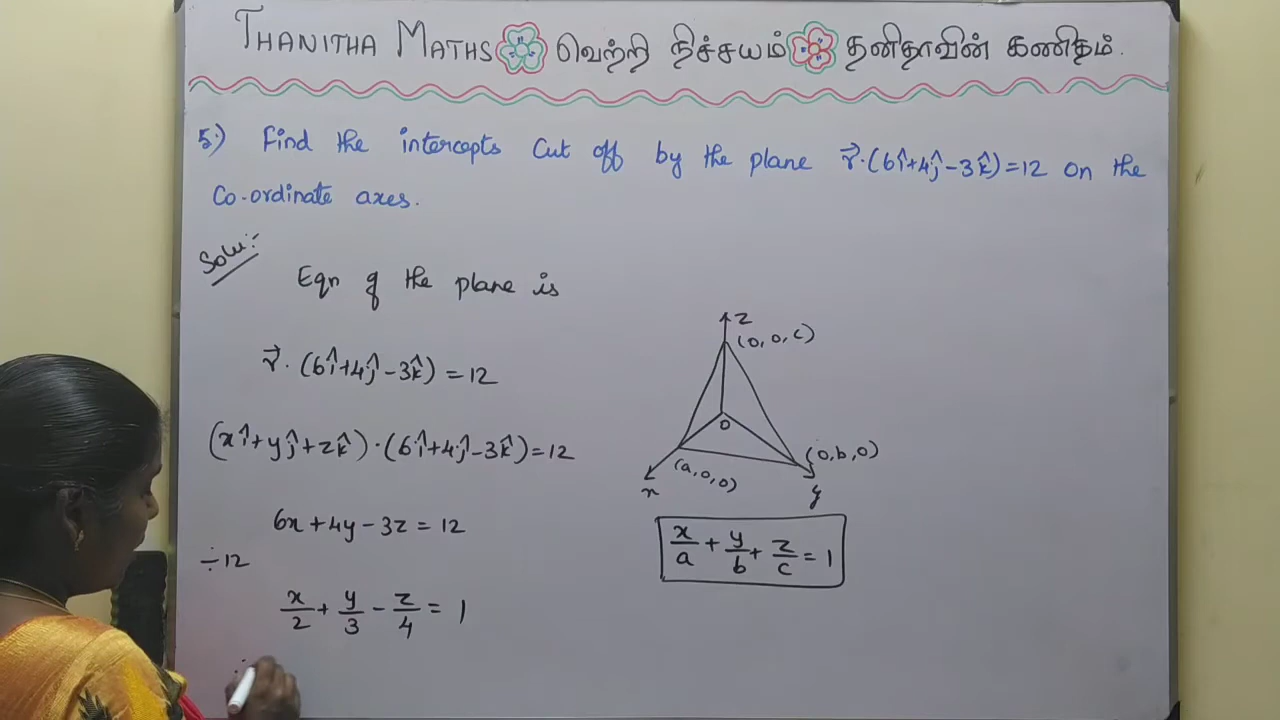 THANITHA MATHS வெற்றி நிச்சயம் தனிதாவின் கணிதம்.
5.) Find the intercepts cut off by the plane r⃗·(6î+4ĵ-3k̂)=12 on the
Co-ordinate axes.
Solu:-
Eqn of the plane is
r⃗·(6î+4ĵ-3k̂)=12
(xî+yĵ+zk̂)·(6î+4ĵ-3k̂)=12
6x+4y-3z=12
÷12
x/2+y/3-z/4=1
z
(0,0,c)
0
(0,b,0)
(a,0,0)
x
y
x/a+y/b+z/c=1